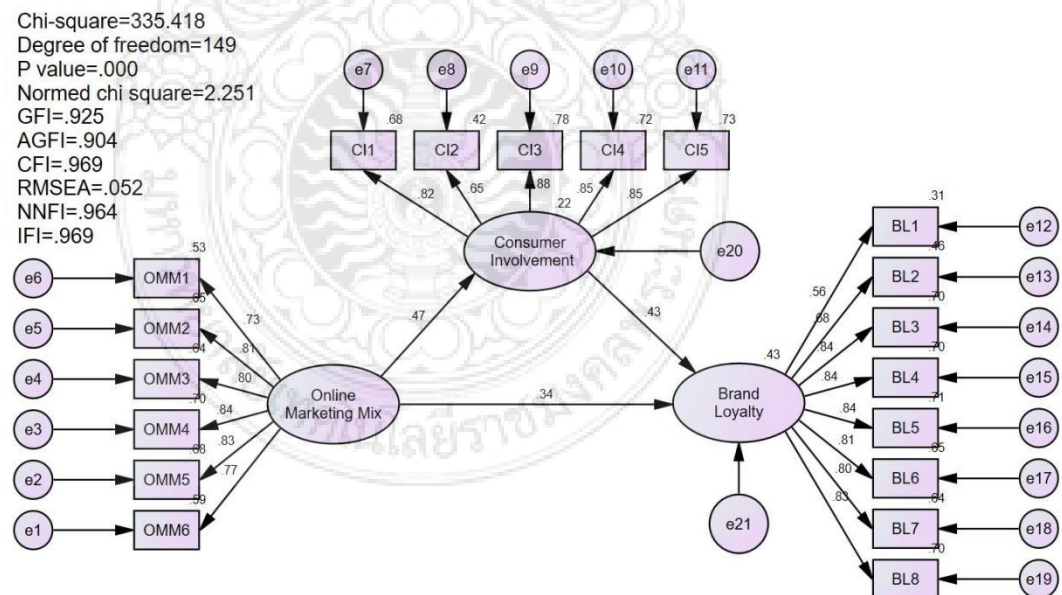 Chi-square=335.418
Degree of freedom=149
P value=.000
Normed chi square=2.251
GFI=.925
AGFI=.904
CFI=.969
RMSEA=.052
NNFI=.964
IFI=.969
e7
e8
e9
e10
e11
.68
.42
.78
.72
.73
CI1
CI2
CI3
CI4
CI5
.82
.65
.88
.85
.85
.22
Consumer
Involvement
e20
.47
.43
.53
e6
OMM1
.65
e5
OMM2
.64
e4
OMM3
.70
e3
OMM4
.68
e2
OMM5
.59
e1
OMM6
.73
.81
.80
.84
.83
.77
Online
Marketing Mix
.34
.43
Brand
Loyalty
e21
.56
.68
.84
.84
.84
.81
.80
.83
.31
BL1
e12
.46
BL2
e13
.70
BL3
e14
.70
BL4
e15
.71
BL5
e16
.65
BL6
e17
.64
BL7
e18
.70
BL8
e19